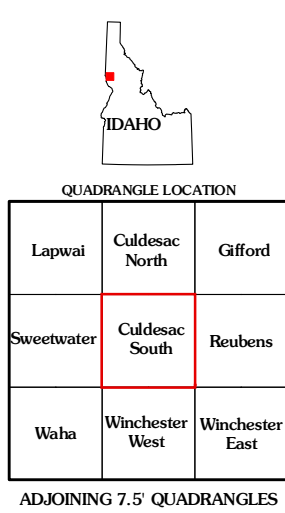 IDAHO
QUADRANGLE LOCATION
Lapwai
Culdesac
North
Gifford
Sweetwater
Culdesac
South
Reubens
Waha
Winchester
West
Winchester
East
ADJOINING 7.5' QUADRANGLES